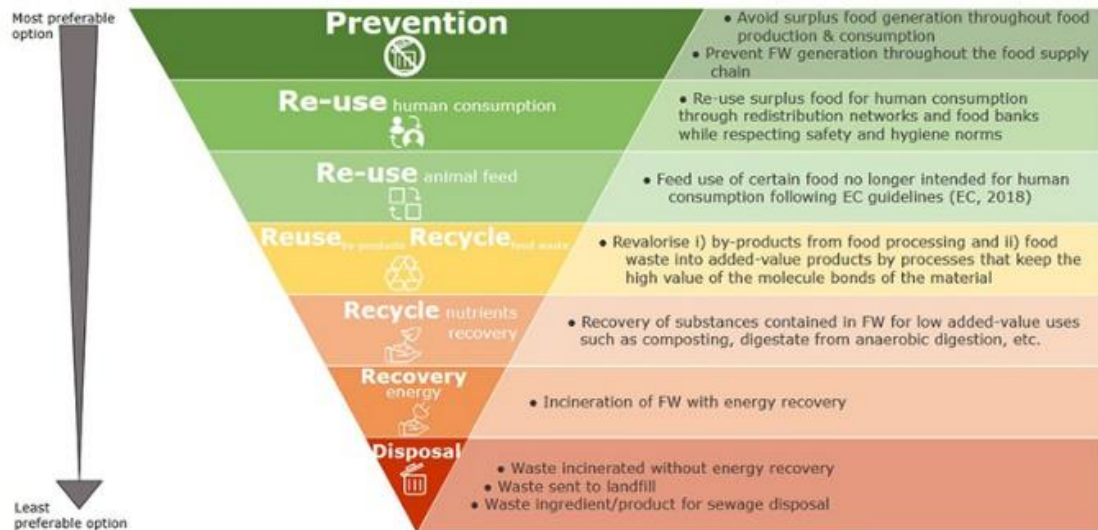 Most preferable
option
Prevention
• Avoid surplus food generation throughout food
production & consumption
• Prevent FW generation throughout the food supply
chain
Re-use human consumption
• Re-use surplus food for human consumption
through redistribution networks and food banks
while respecting safety and hygiene norms
Re-use animal feed
• Feed use of certain food no longer intended for human
consumption following EC guidelines (EC, 2018)
Reuse by-products Recycle food waste
• Revalorise i) by-products from food processing and ii) food
waste into added-value products by processes that keep the
high value of the molecule bonds of the material
Recycle nutrients
recovery
• Recovery of substances contained in FW for low added-value uses
such as composting, digestate from anaerobic digestion, etc.
Recovery
energy
• Incineration of FW with energy recovery
Disposal
• Waste incinerated without energy recovery
• Waste sent to landfill
• Waste ingredient/product for sewage disposal
Least
preferable option